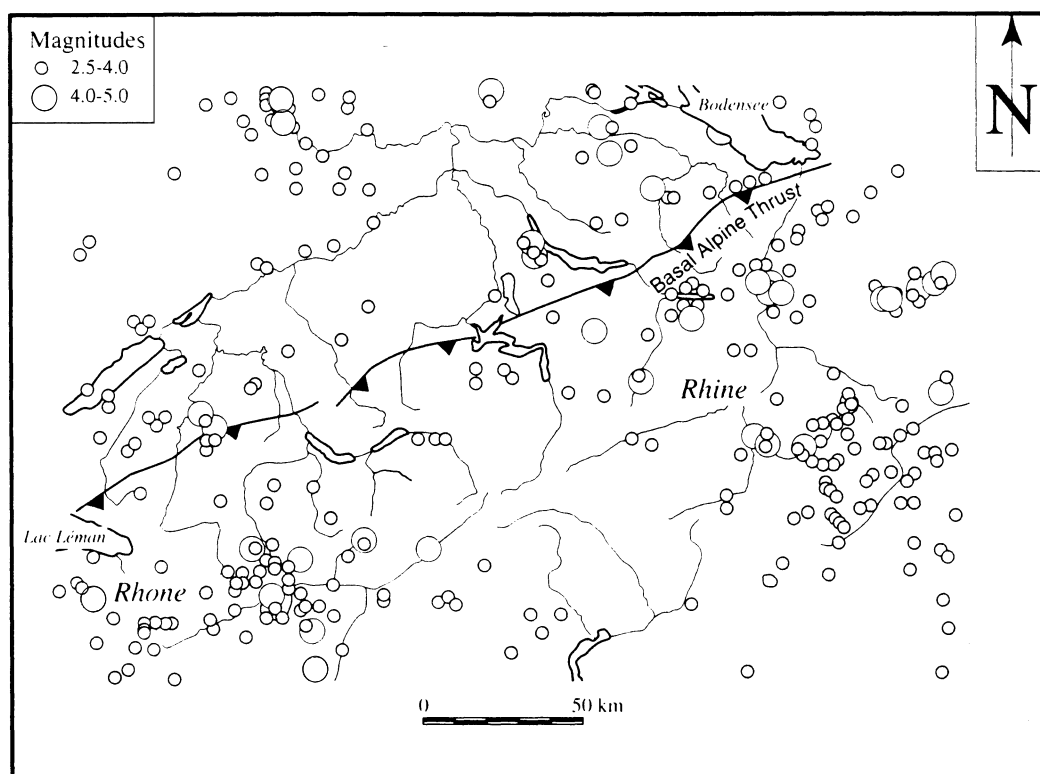 Magnitudes
2.5-4.0
4.0-5.0
N
Bodensee
Basal Alpine Thrust
Rhine
Lac Léman
Rhone
0 50 km